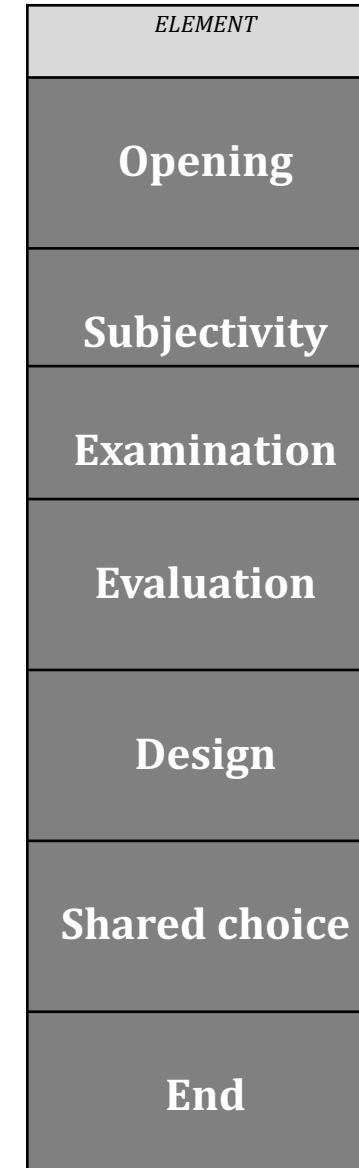 ELEMENT
Opening
Subjectivity
Examination
Evaluation
Design
Shared choice
End